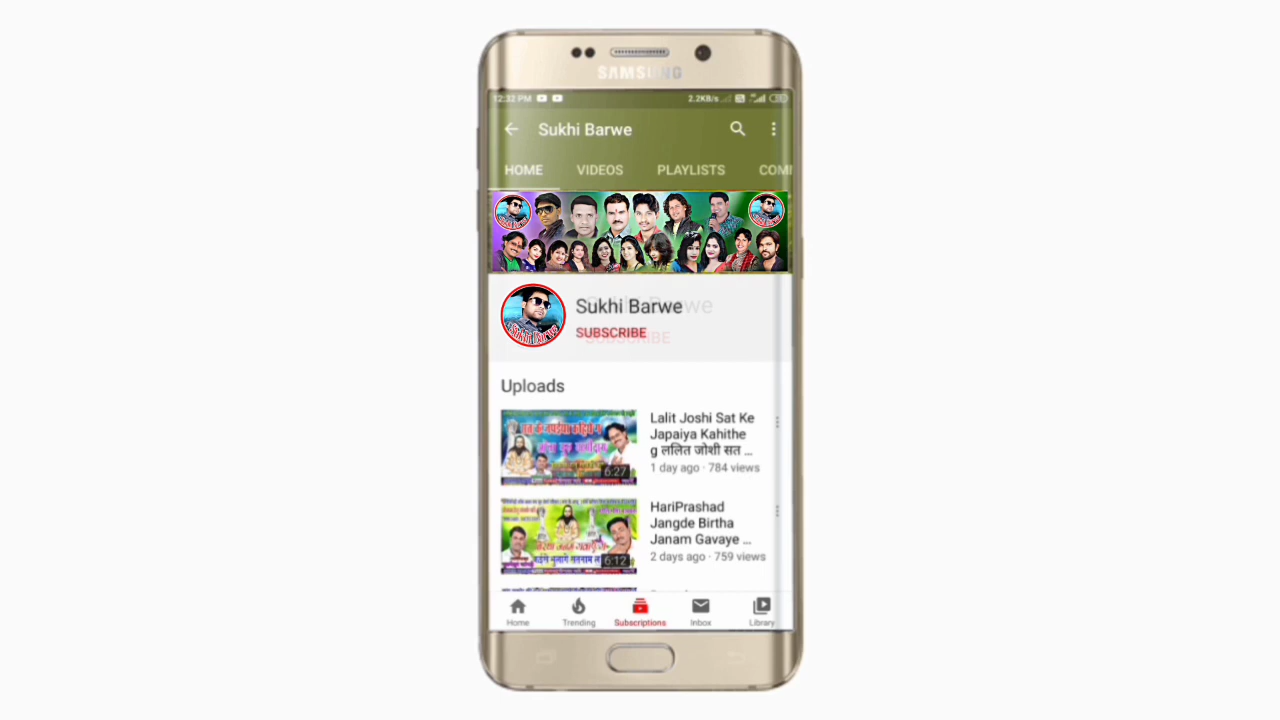 SAMSUNG
12:32 PM
2.2KB/s
Sukhi Barwe
HOME VIDEOS PLAYLISTS COMM
Sukhi Barwe
SUBSCRIBE
Uploads
Lalit Joshi Sat Ke
Japaiya Kahithe
g ललित जोशी सत ...
1 day ago · 784 views
6:27
HariPrashad
Jangde Birtha
Janam Gavaye ...
2 days ago · 759 views
6:12
Home Trending Subscriptions Inbox Library